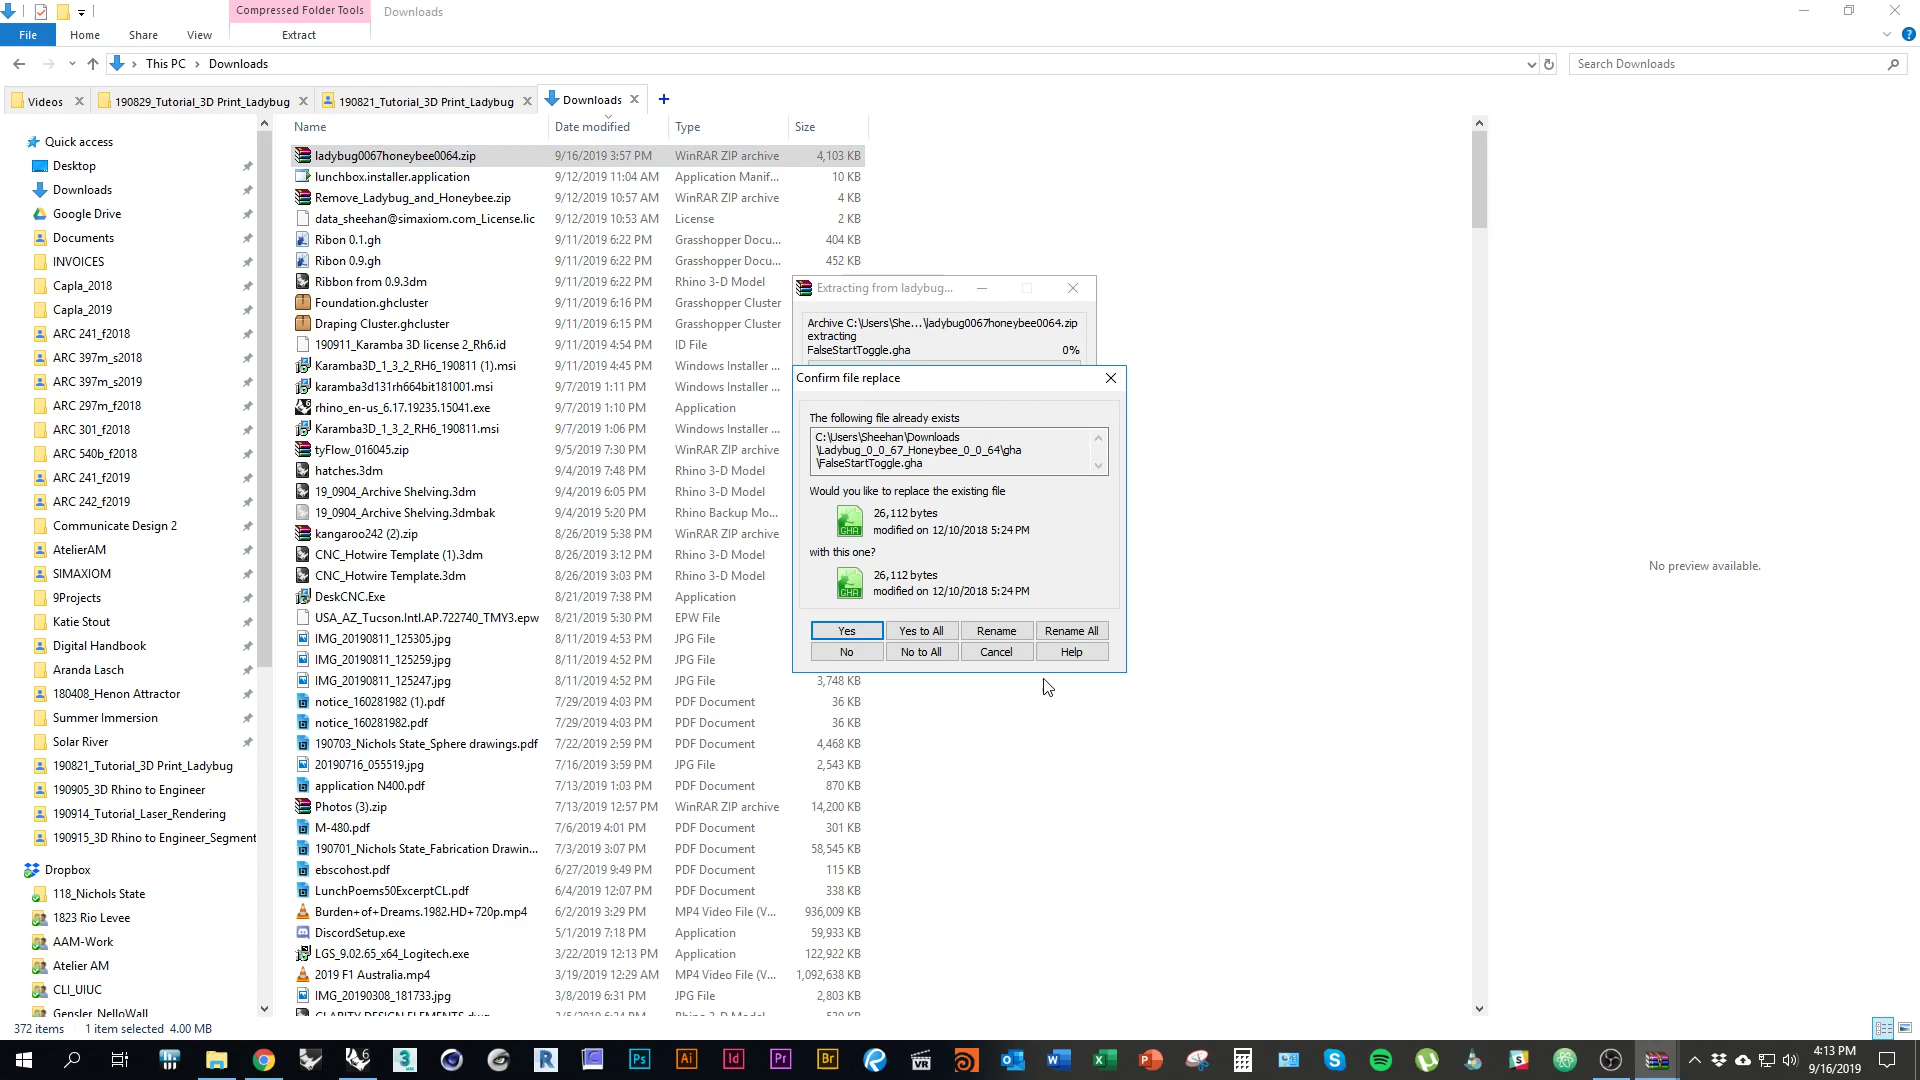 Compressed Folder Tools
Downloads
File
Home
Share
View
Extract
This PC
Downloads
Search Downloads
Videos
190829_Tutorial_3D Print_Ladybug
190821_Tutorial_3D Print_Ladybug
Downloads
Name
Date modified
Type
Size
Quick access
Desktop
Downloads
Google Drive
Documents
INVOICES
Capla_2018
Capla_2019
ARC 241_f2018
ARC 397m_s2018
ARC 397m_s2019
ARC 297m_f2018
ARC 301_f2018
ARC 540b_f2018
ARC 241_f2019
ARC 242_f2019
Communicate Design 2
AtelierAM
SIMAXIOM
9Projects
Katie Stout
Digital Handbook
Aranda Lasch
180408_Henon Attractor
Summer Immersion
Solar River
190821_Tutorial_3D Print_Ladybug
190905_3D Rhino to Engineer
190914_Tutorial_Laser_Rendering
190915_3D Rhino to Engineer_Segment
Dropbox
118_Nichols State
1823 Rio Levee
AAM-Work
Atelier AM
CLI_UIUC
Gensler_NelloWall
ladybug0067honeybee0064.zip 9/16/2019 3:57 PM WinRAR ZIP archive 4,103 KB
lunchbox.installer.application 9/12/2019 11:04 AM Application Manif... 10 KB
Remove_Ladybug_and_Honeybee.zip 9/12/2019 10:57 AM WinRAR ZIP archive 4 KB
data_sheehan@simaxiom.com_License.lic 9/12/2019 10:53 AM License 2 KB
Ribon 0.1.gh 9/11/2019 6:22 PM Grasshopper Docu... 404 KB
Ribon 0.9.gh 9/11/2019 6:22 PM Grasshopper Docu... 452 KB
Ribbon from 0.9.3dm 9/11/2019 6:22 PM Rhino 3-D Model
Foundation.ghcluster 9/11/2019 6:16 PM Grasshopper Cluster
Draping Cluster.ghcluster 9/11/2019 6:15 PM Grasshopper Cluster
190911_Karamba 3D license 2_Rh6.id 9/11/2019 4:54 PM ID File
Karamba3D_1_3_2_RH6_190811 (1).msi 9/11/2019 4:45 PM Windows Installer ...
karamba3d131rh664bit181001.msi 9/7/2019 1:11 PM Windows Installer ...
rhino_en-us_6.17.19235.15041.exe 9/7/2019 1:10 PM Application
Karamba3D_1_3_2_RH6_190811.msi 9/7/2019 1:06 PM Windows Installer ...
tyFlow_016045.zip 9/5/2019 7:30 PM WinRAR ZIP archive
hatches.3dm 9/4/2019 7:48 PM Rhino 3-D Model
19_0904_Archive Shelving.3dm 9/4/2019 6:05 PM Rhino 3-D Model
19_0904_Archive Shelving.3dmbak 9/4/2019 5:20 PM Rhino Backup Mo...
kangaroo242 (2).zip 8/26/2019 5:38 PM WinRAR ZIP archive
CNC_Hotwire Template (1).3dm 8/26/2019 3:12 PM Rhino 3-D Model
CNC_Hotwire Template.3dm 8/26/2019 3:03 PM Rhino 3-D Model
DeskCNC.Exe 8/21/2019 7:38 PM Application
USA_AZ_Tucson.Intl.AP.722740_TMY3.epw 8/21/2019 5:30 PM EPW File
IMG_20190811_125305.jpg 8/11/2019 4:53 PM JPG File
IMG_20190811_125259.jpg 8/11/2019 4:52 PM JPG File
IMG_20190811_125247.jpg 8/11/2019 4:52 PM JPG File 3,748 KB
notice_160281982 (1).pdf 7/29/2019 4:03 PM PDF Document 36 KB
notice_160281982.pdf 7/29/2019 4:03 PM PDF Document 36 KB
190703_Nichols State_Sphere drawings.pdf 7/22/2019 2:59 PM PDF Document 4,468 KB
20190716_055519.jpg 7/16/2019 3:59 PM JPG File 2,543 KB
application N400.pdf 7/13/2019 1:03 PM PDF Document 870 KB
Photos (3).zip 7/13/2019 12:57 PM WinRAR ZIP archive 14,200 KB
M-480.pdf 7/6/2019 4:01 PM PDF Document 301 KB
190701_Nichols State_Fabrication Drawin... 7/3/2019 3:07 PM PDF Document 58,545 KB
ebscohost.pdf 6/27/2019 9:49 PM PDF Document 115 KB
LunchPoems50ExcerptCL.pdf 6/4/2019 12:07 PM PDF Document 338 KB
Burden+of+Dreams.1982.HD+720p.mp4 6/2/2019 3:29 PM MP4 Video File (V... 936,009 KB
DiscordSetup.exe 5/1/2019 7:18 PM Application 59,933 KB
LGS_9.02.65_x64_Logitech.exe 3/22/2019 12:13 PM Application 122,922 KB
2019 F1 Australia.mp4 3/19/2019 12:29 AM MP4 Video File (V... 1,092,638 KB
IMG_20190308_181733.jpg 3/8/2019 6:31 PM JPG File 2,803 KB
Extracting from ladybug...
Archive C:\Users\She...\ladybug0067honeybee0064.zip
extracting
FalseStartToggle.gha 0%
Confirm file replace
The following file already exists
C:\Users\Sheehan\Downloads
\Ladybug_0_0_67_Honeybee_0_0_64\gha
\FalseStartToggle.gha
Would you like to replace the existing file
26,112 bytes
modified on 12/10/2018 5:24 PM
with this one?
26,112 bytes
modified on 12/10/2018 5:24 PM
Yes
Yes to All
Rename
Rename All
No
No to All
Cancel
Help
No preview available.
372 items
1 item selected 4.00 MB
4:13 PM
9/16/2019